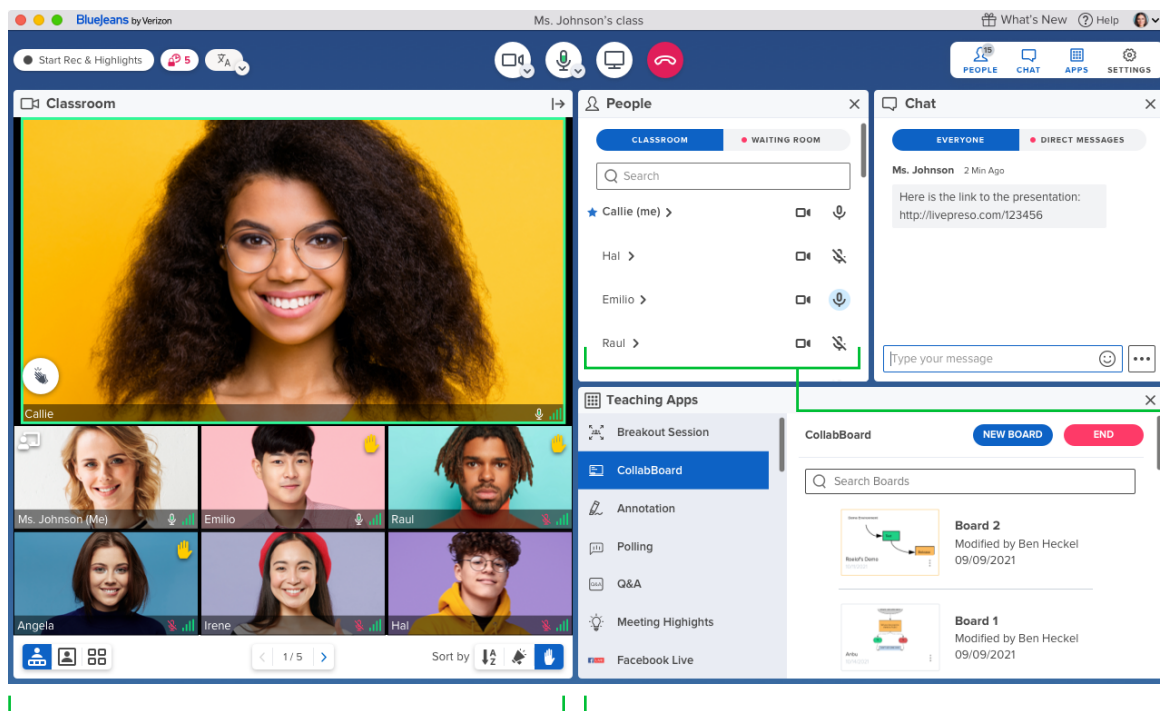 BlueJeans by Verizon
Ms. Johnson's class
What's New
? Help
Start Rec & Highlights
5
15
PEOPLE
CHAT
APPS
SETTINGS
Classroom
Callie
Ms. Johnson (Me)
Emilio
Raul
Angela
Irene
Hal
1 / 5
Sort by
People
CLASSROOM
WAITING ROOM
Search
Callie (me)
Hal
Emilio
Raul
Chat
EVERYONE
DIRECT MESSAGES
Ms. Johnson 2 Min Ago
Here is the link to the presentation:
http://livepreso.com/123456
Type your message
Teaching Apps
Breakout Session
CollabBoard
Annotation
Polling
Q&A
Q&A
Meeting Highlights
Facebook Live
CollabBoard
NEW BOARD
END
Search Boards
Board 2
Modified by Ben Heckel
09/09/2021
Board 1
Modified by Ben Heckel
09/09/2021